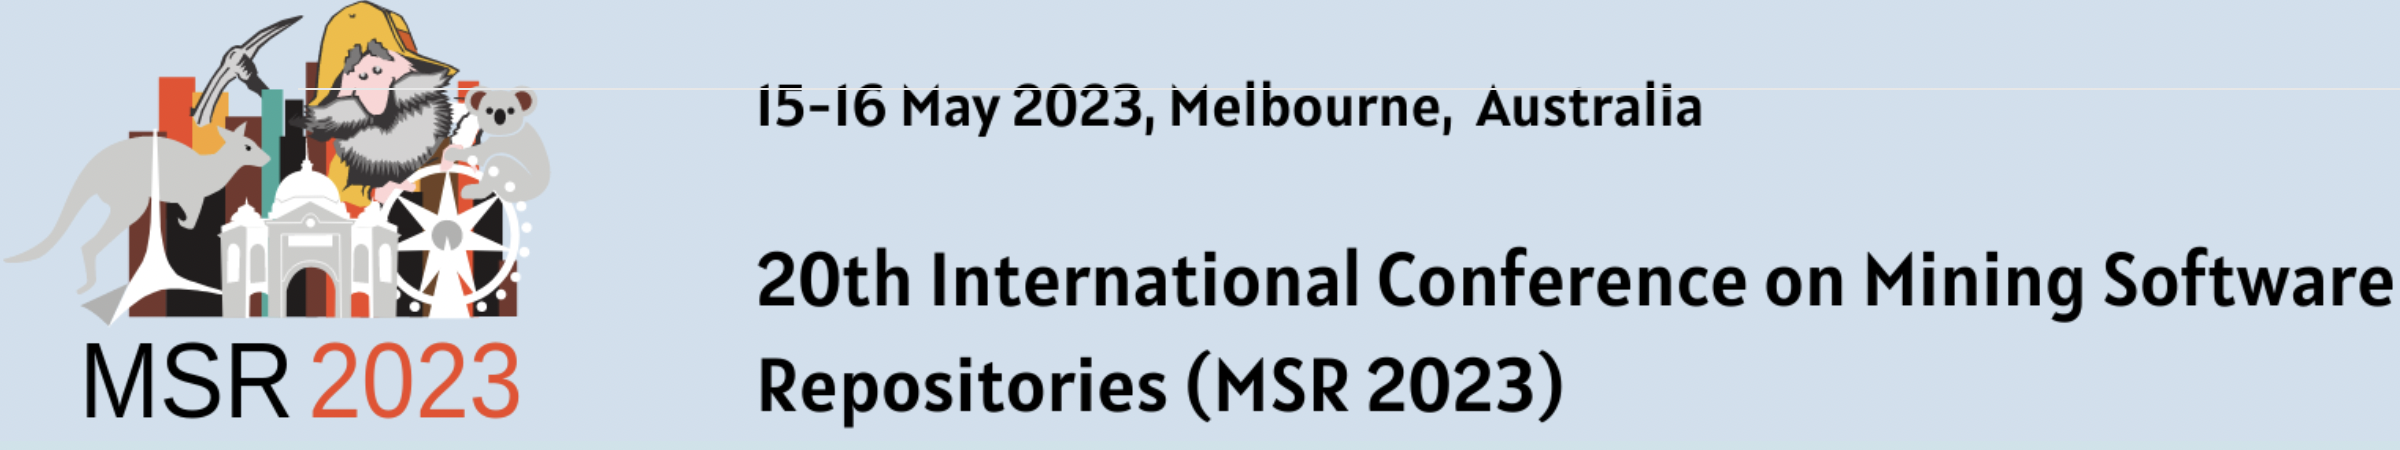 15-16 May 2023, Melbourne, Australia
20th International Conference on Mining Software
Repositories (MSR 2023)
MSR 2023